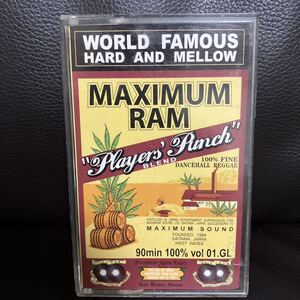 WORLD FAMOUS
HARD AND MELLOW
MAXIMUM
RAM
"Players' Punch"
BLEND
100% FINE
DANCEHALL REGGAE
MAXIMUM SOUND
FOUNDED 1994
SAITAMA, JAPAN
WEST INDIES
90min 100% vol 01.GL